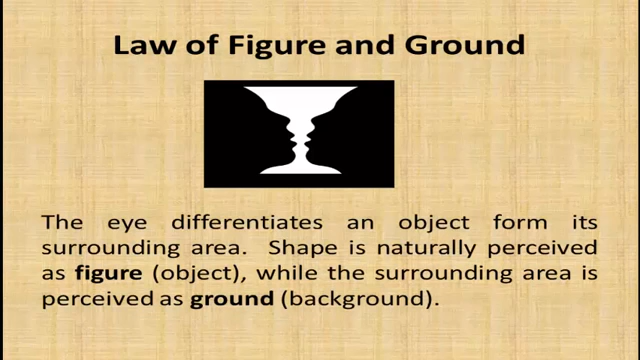 Law of Figure and Ground
The eye differentiates an object form its
surrounding area. Shape is naturally perceived
as figure (object), while the surrounding area is
perceived as ground (background).